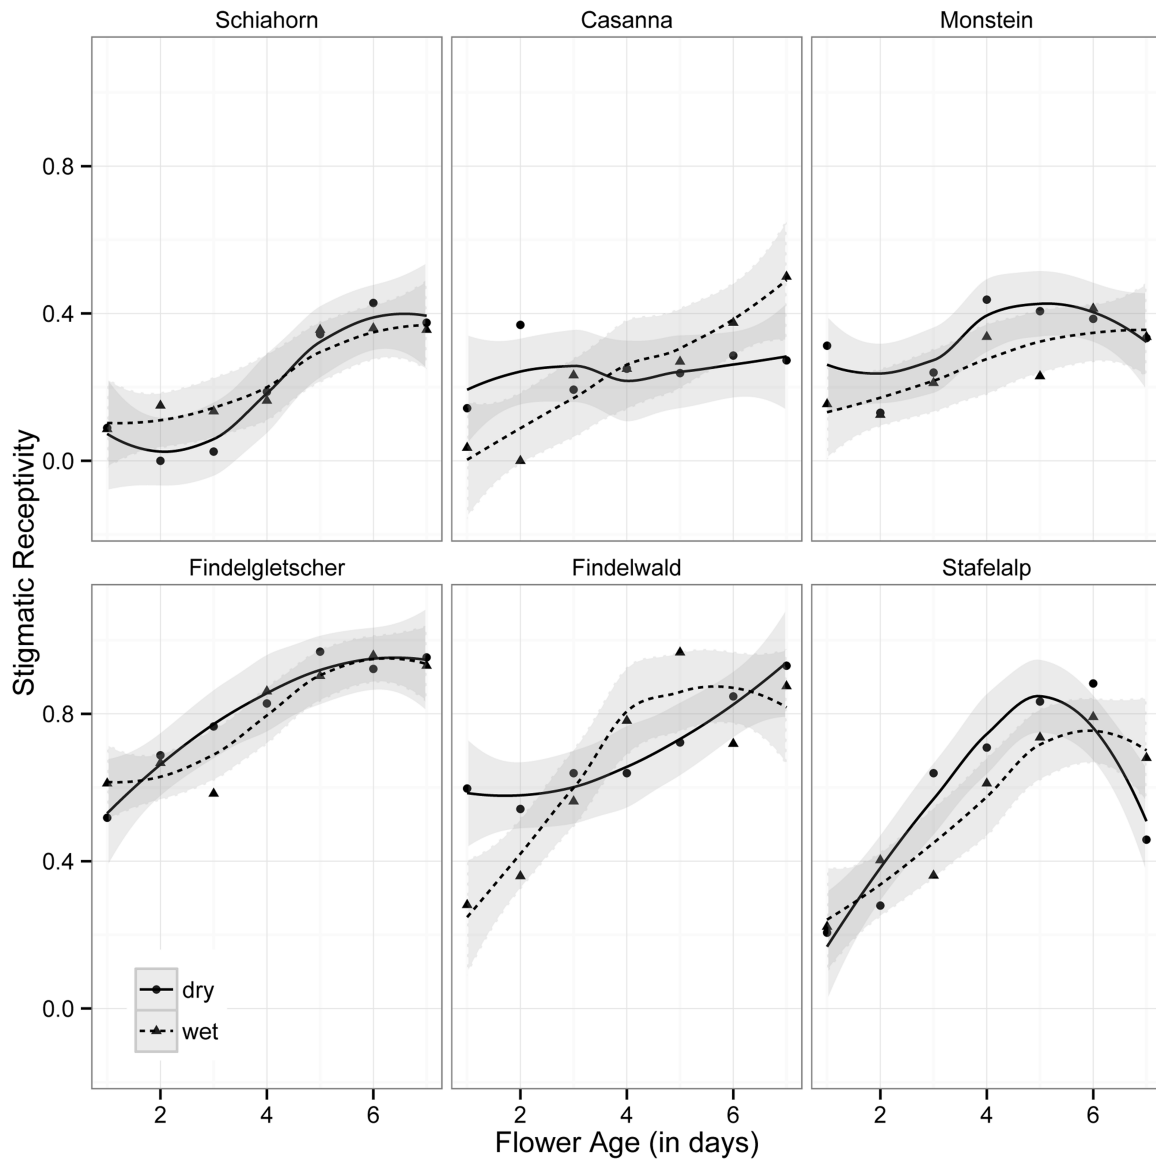 Schiahorn Casanna Monstein
0.8
0.4
0.0
Stigmatic Receptivity
Findelgletscher Findelwald Stafelalp
0.8
0.4
0.0
dry
wet
2 4 6 2 4 6 2 4 6
Flower Age (in days)